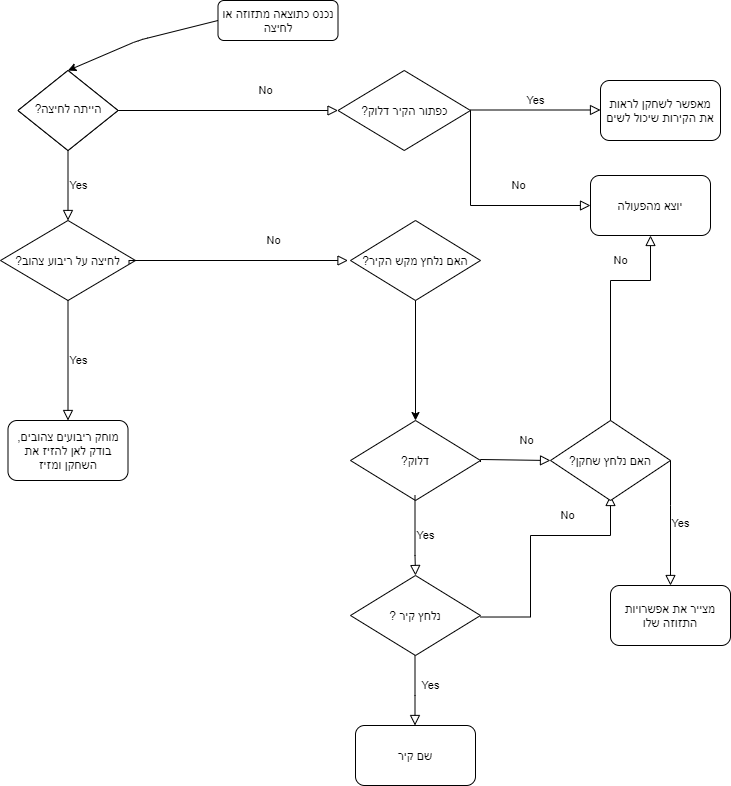 נכנס כתוצאה מתזוזה או
לחיצה
הייתה לחיצה?
No
כפתור הקיר דלוק?
Yes
מאפשר לשחקן לראות
את הקירות שיכול לשים
No
יוצא מהפעולה
Yes
לחיצה על ריבוע צהוב?
No
האם נלחץ מקש הקיר?
No
Yes
מוחק ריבועים צהובים,
בודק לאן להזיז את
השחקן ומזיז
דלוק?
No
האם נלחץ שחקן?
Yes
No
Yes
נלחץ קיר ?
מצייר את אפשרויות
התזוזה שלו
Yes
שם קיר